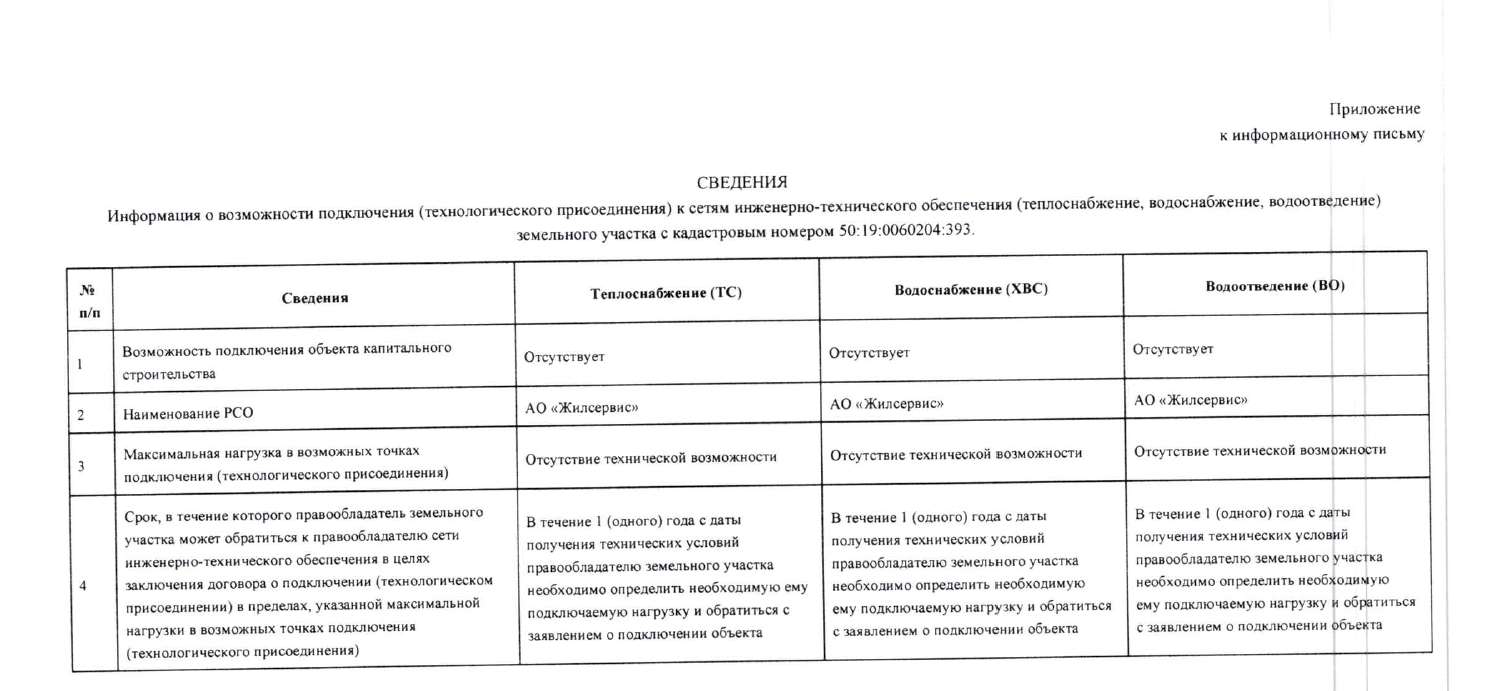 Приложение
к информационному письму
СВЕДЕНИЯ
Информация о возможности подключения (технологического присоединения) к сетям инженерно-технического обеспечения (теплоснабжение, водоснабжение, водоотведение)
земельного участка с кадастровым номером 50:19:0060204:393.
№
п/п
Сведения
Теплоснабжение (ТС)
Водоснабжение (ХВС)
Водоотведение (ВО)
1
Возможность подключения объекта капитального
строительства
Отсутствует
Отсутствует
Отсутствует
2
Наименование РСО
АО «Жилсервис»
АО «Жилсервис»
АО «Жилсервис»
3
Максимальная нагрузка в возможных точках
подключения (технологического присоединения)
Отсутствие технической возможности
Отсутствие технической возможности
Отсутствие технической возможности
4
Срок, в течение которого правообладатель земельного
участка может обратиться к правообладателю сети
инженерно-технического обеспечения в целях
заключения договора о подключении (технологическом
присоединении) в пределах, указанной максимальной
нагрузки в возможных точках подключения
(технологического присоединения)
В течение 1 (одного) года с даты
получения технических условий
правообладателю земельного участка
необходимо определить необходимую ему
подключаемую нагрузку и обратиться с
заявлением о подключении объекта
В течение 1 (одного) года с даты
получения технических условий
правообладателю земельного участка
необходимо определить необходимую
ему подключаемую нагрузку и обратиться
с заявлением о подключении объекта
В течение 1 (одного) года с даты
получения технических условий
правообладателю земельного участка
необходимо определить необходимую
ему подключаемую нагрузку и обратиться
с заявлением о подключении объекта